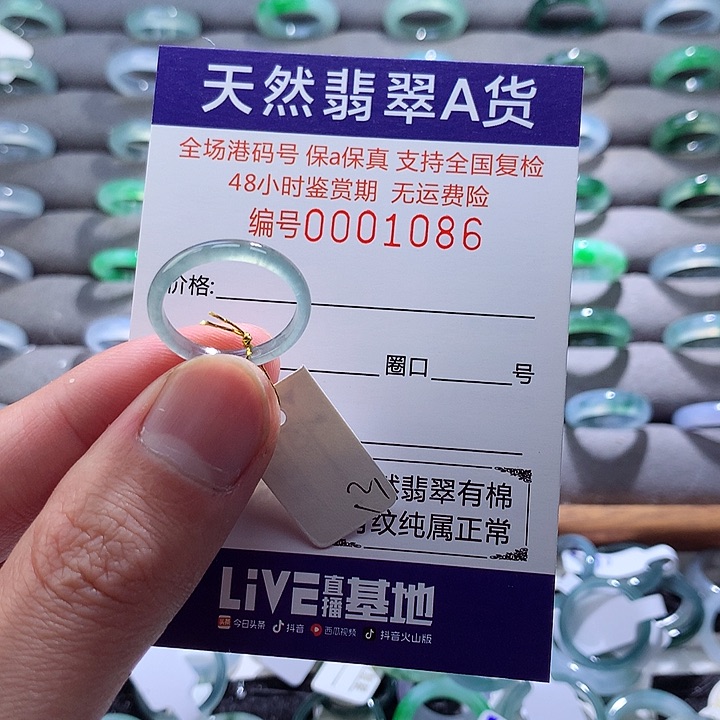 天然翡翠A货
全场港码号 保a保真 支持全国复检
48小时鉴赏期 无运费险
编号0001086
价格:
圈口 号
然翡翠有棉
纹纯属正常
LiVE直播基地
头条 今日头条 抖音 西瓜视频 抖音火山版